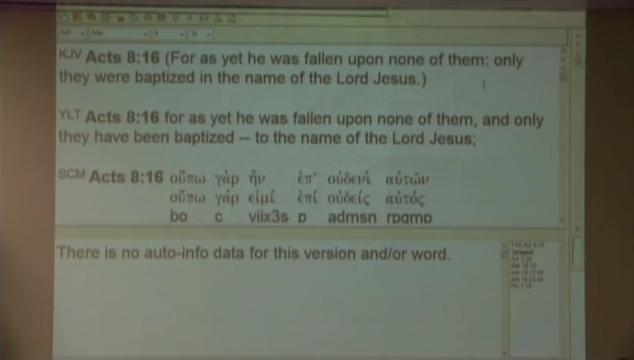 KJV Acts 8:16 (For as yet he was fallen upon none of them: only
they were baptized in the name of the Lord Jesus.)
YLT Acts 8:16 for as yet he was fallen upon none of them, and only
they have been baptized -- to the name of the Lord Jesus;
SCM Acts 8:16 οὔπω γὰρ ἦν ἐπ' οὐδενὶ αὐτῶν
οὔπω γάρ εἰμί ἐπί οὐδείς αὐτός
bo c viix3s p admsn rpgmp
There is no auto-info data for this version and/or word.